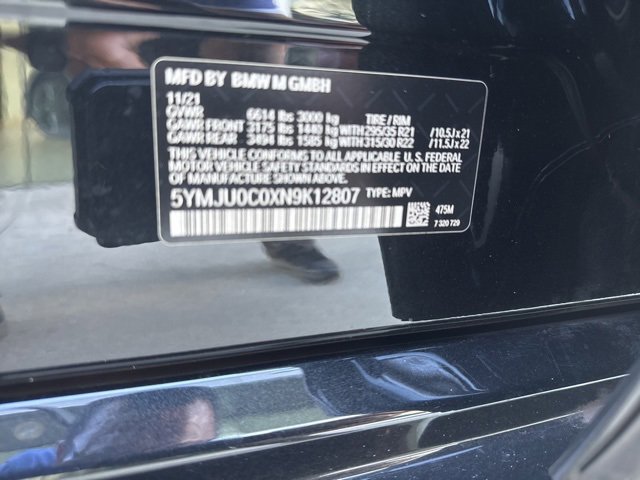 MFD BY BMW M GMBH
11/21
GVWR 6614 lbs 3000 kg TIRE / RIM
GAWR FRONT 3175 lbs 1440 kg WITH 295/35 R21 /10.5J x 21
GAWR REAR 3494 lbs 1585 kg WITH 315/30 R22 /11.5J x 22
THIS VEHICLE CONFORMS TO ALL APPLICABLE U.S. FEDERAL
MOTOR VEHICLE SAFETY STANDARDS IN EFFECT ON THE DATE
OF MANUFACTURE SHOWN ABOVE.
5YMJU0C0XN9K12807 TYPE: MPV
475M
7 320 729